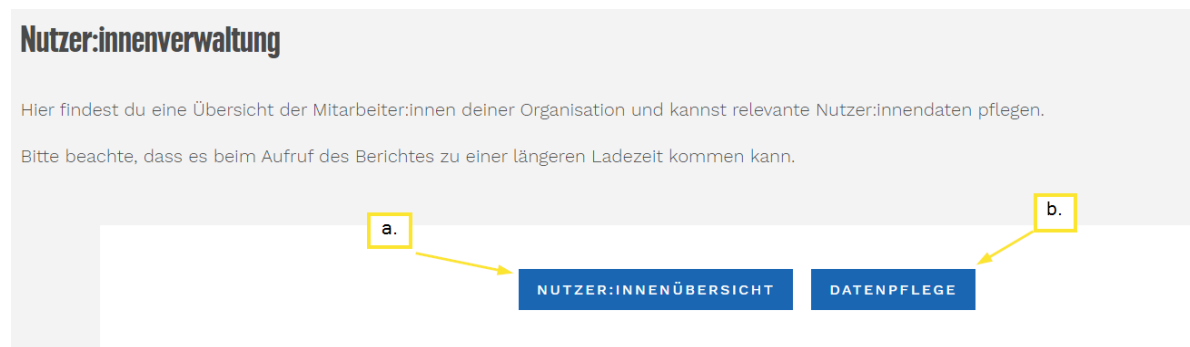 Nutzer:innenverwaltung
Hier findest du eine Übersicht der Mitarbeiter:innen deiner Organisation und kannst relevante Nutzer:innendaten pflegen.
Bitte beachte, dass es beim Aufruf des Berichtes zu einer längeren Ladezeit kommen kann.
a.
b.
NUTZER:INNENÜBERSICHT
DATENPFLEGE